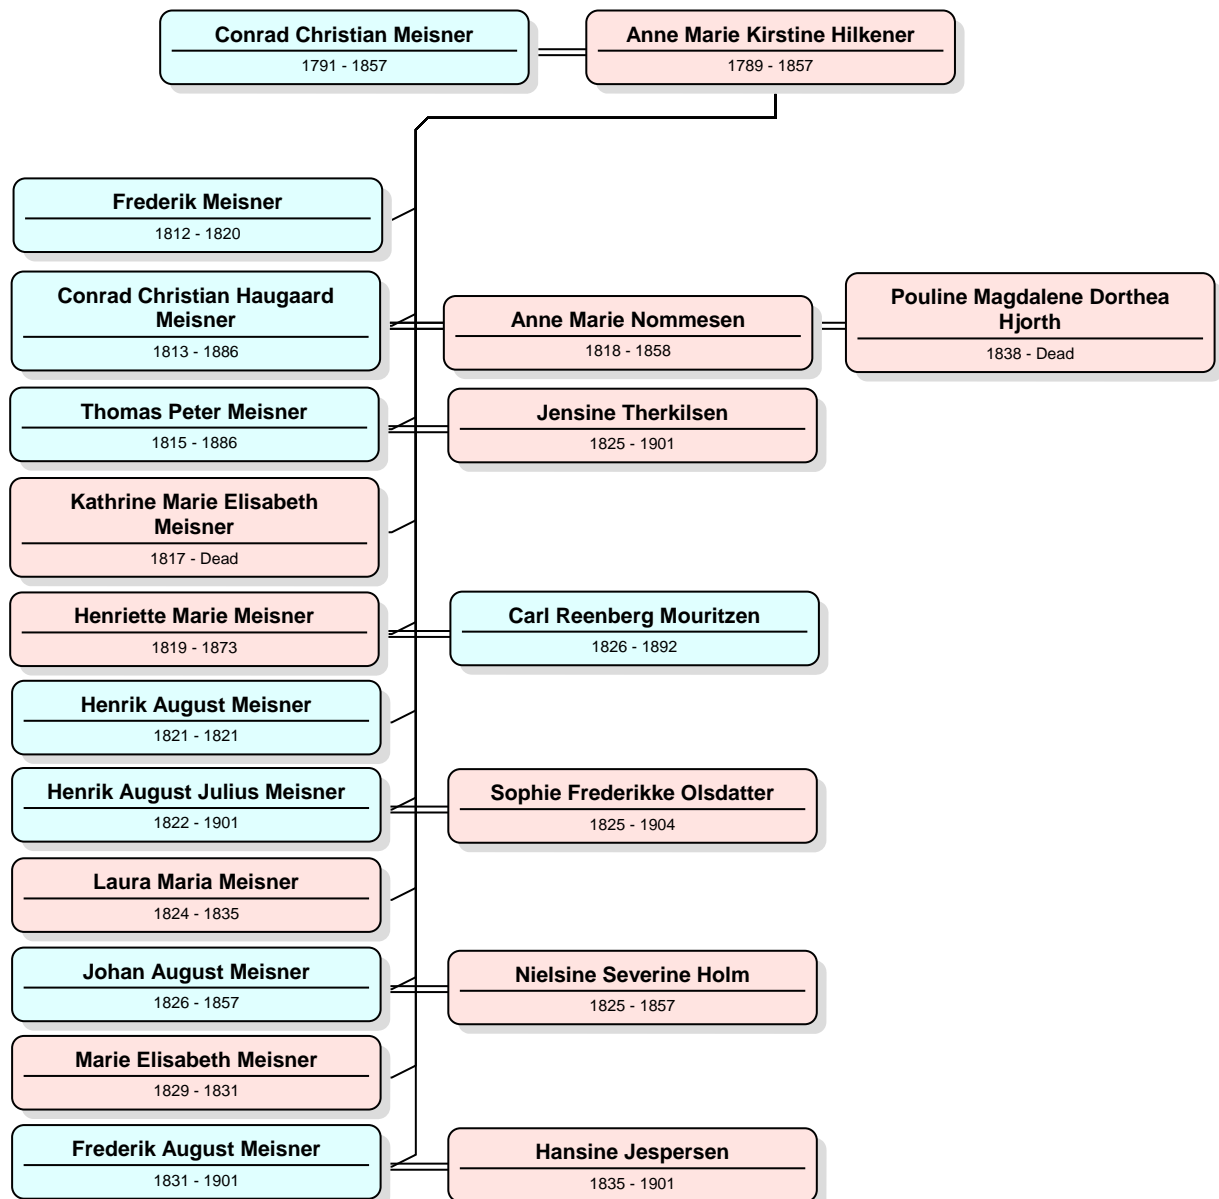 Conrad Christian Meisner
1791 - 1857
Anne Marie Kirstine Hilkener
1789 - 1857
Frederik Meisner
1812 - 1820
Conrad Christian Haugaard
Meisner
1813 - 1886
Anne Marie Nommesen
1818 - 1858
Pouline Magdalene Dorthea
Hjorth
1838 - Dead
Thomas Peter Meisner
1815 - 1886
Jensine Therkilsen
1825 - 1901
Kathrine Marie Elisabeth
Meisner
1817 - Dead
Henriette Marie Meisner
1819 - 1873
Carl Reenberg Mouritzen
1826 - 1892
Henrik August Meisner
1821 - 1821
Henrik August Julius Meisner
1822 - 1901
Sophie Frederikke Olsdatter
1825 - 1904
Laura Maria Meisner
1824 - 1835
Johan August Meisner
1826 - 1857
Nielsine Severine Holm
1825 - 1857
Marie Elisabeth Meisner
1829 - 1831
Frederik August Meisner
1831 - 1901
Hansine Jespersen
1835 - 1901